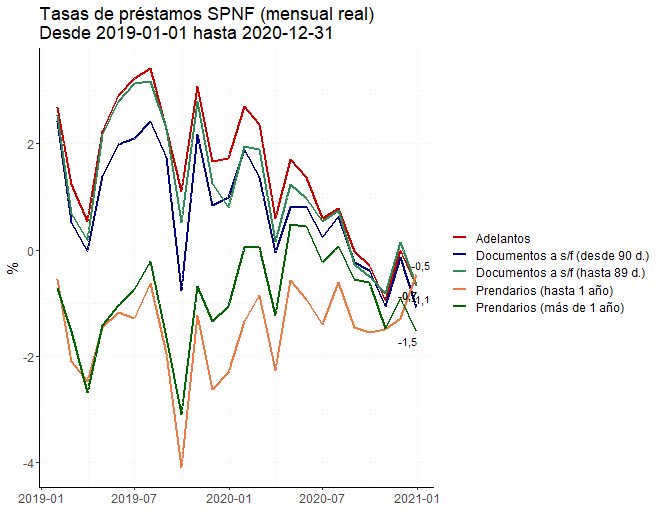 Tasas de préstamos SPNF (mensual real)
Desde 2019-01-01 hasta 2020-12-31
%
2
0
-2
-4
2019-01
2019-07
2020-01
2020-07
2021-01
-0,5
-1,1
-1,5
Adelantos
Documentos a s/f (desde 90 d.)
Documentos a s/f (hasta 89 d.)
Prendarios (hasta 1 año)
Prendarios (más de 1 año)